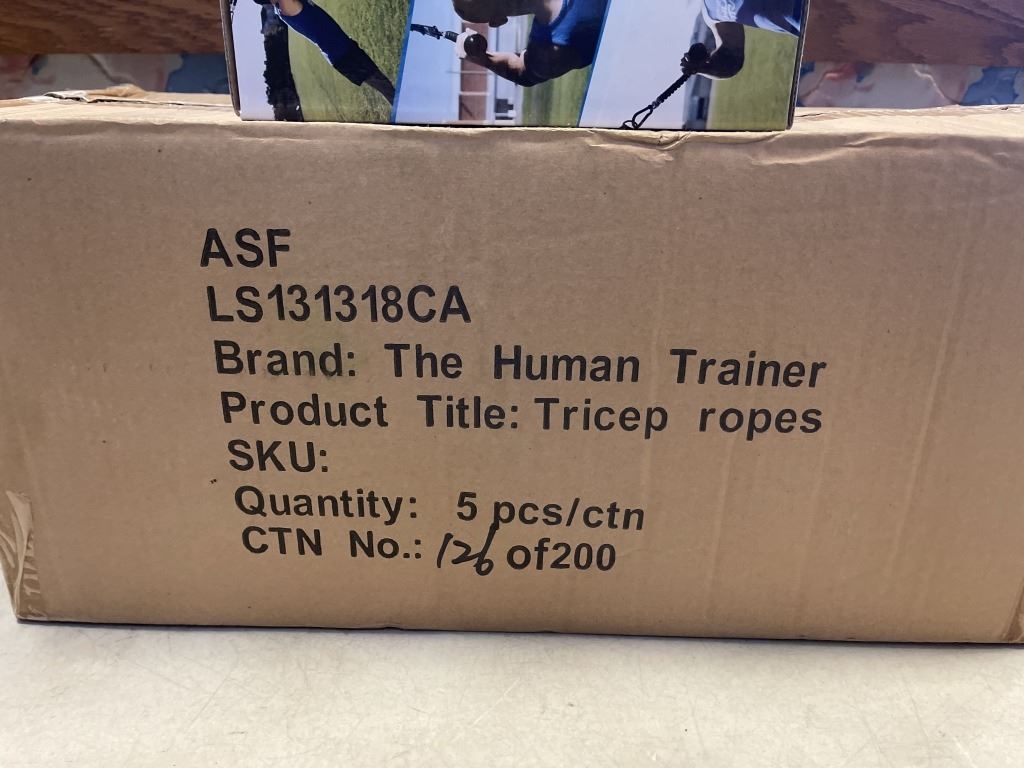 ASF
LS131318CA
Brand: The Human Trainer
Product Title: Tricep ropes
SKU:
Quantity: 5 pcs/ctn
CTN No.: 126 of200